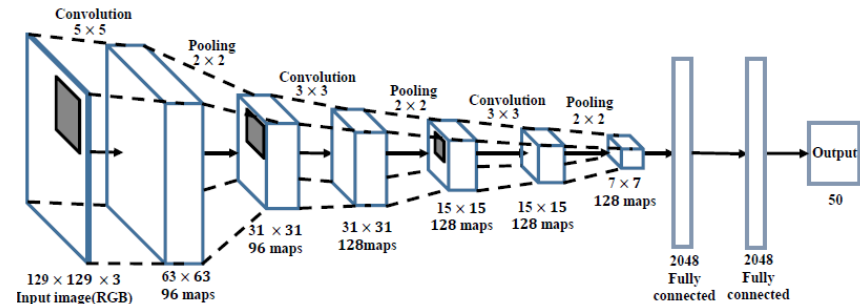 Convolution
5 × 5
Pooling
2 × 2
Convolution
3 × 3
Pooling
2 × 2
Convolution
3 × 3
Pooling
2 × 2
129 × 129 × 3
Input image(RGB)
63 × 63
96 maps
31 × 31
96 maps
31 × 31
128maps
15 × 15
128 maps
15 × 15
128 maps
7 × 7
128 maps
2048
Fully
connected
2048
Fully
connected
Output
50